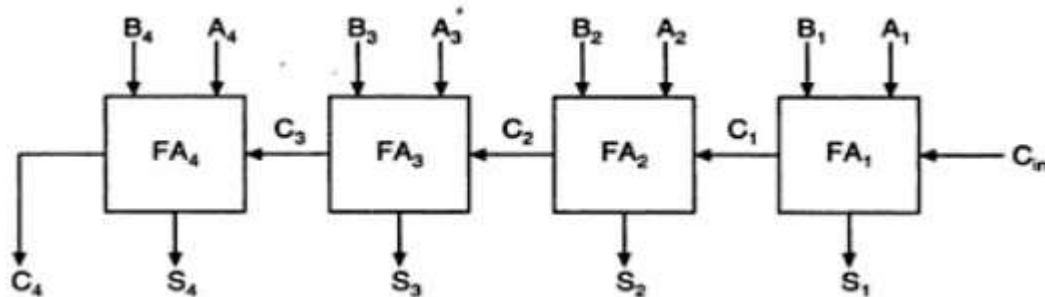 B₄ A₄ B₃ A₃ B₂ A₂ B₁ A₁
C₃ C₂ C₁
FA₄ FA₃ FA₂ FA₁ Cᵢₙ
C₄ S₄ S₃ S₂ S₁